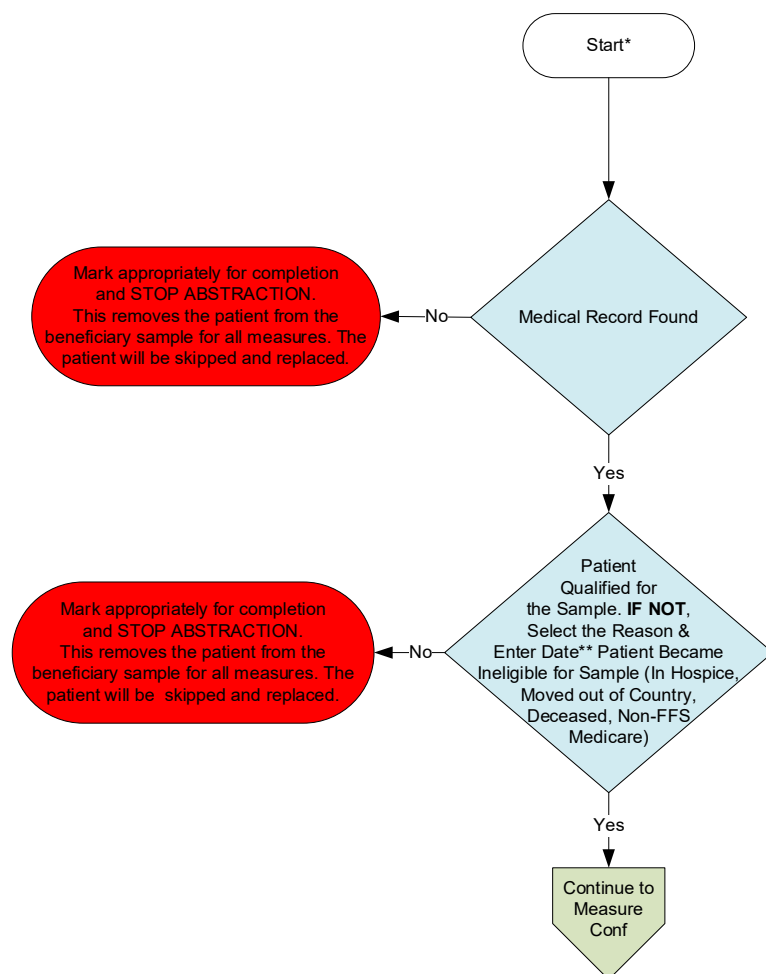 Start*
Mark appropriately for completion
and STOP ABSTRACTION.
This removes the patient from the
beneficiary sample for all measures. The
patient will be skipped and replaced.
No
Medical Record Found
Yes
Patient
Qualified for
the Sample. IF NOT,
Select the Reason &
Enter Date** Patient Became
Ineligible for Sample (In Hospice,
Moved out of Country,
Deceased, Non-FFS
Medicare)
No
Mark appropriately for completion
and STOP ABSTRACTION.
This removes the patient from the
beneficiary sample for all measures. The
patient will be skipped and replaced.
Yes
Continue to
Measure
Conf